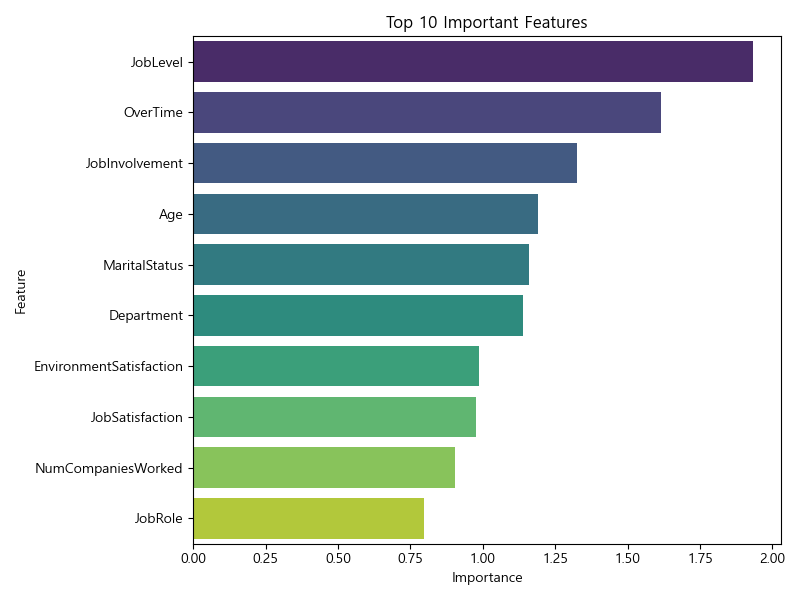 Top 10 Important Features
JobLevel
OverTime
JobInvolvement
Age
MaritalStatus
Department
EnvironmentSatisfaction
JobSatisfaction
NumCompaniesWorked
JobRole
Feature
0.00 0.25 0.50 0.75 1.00 1.25 1.50 1.75 2.00
Importance